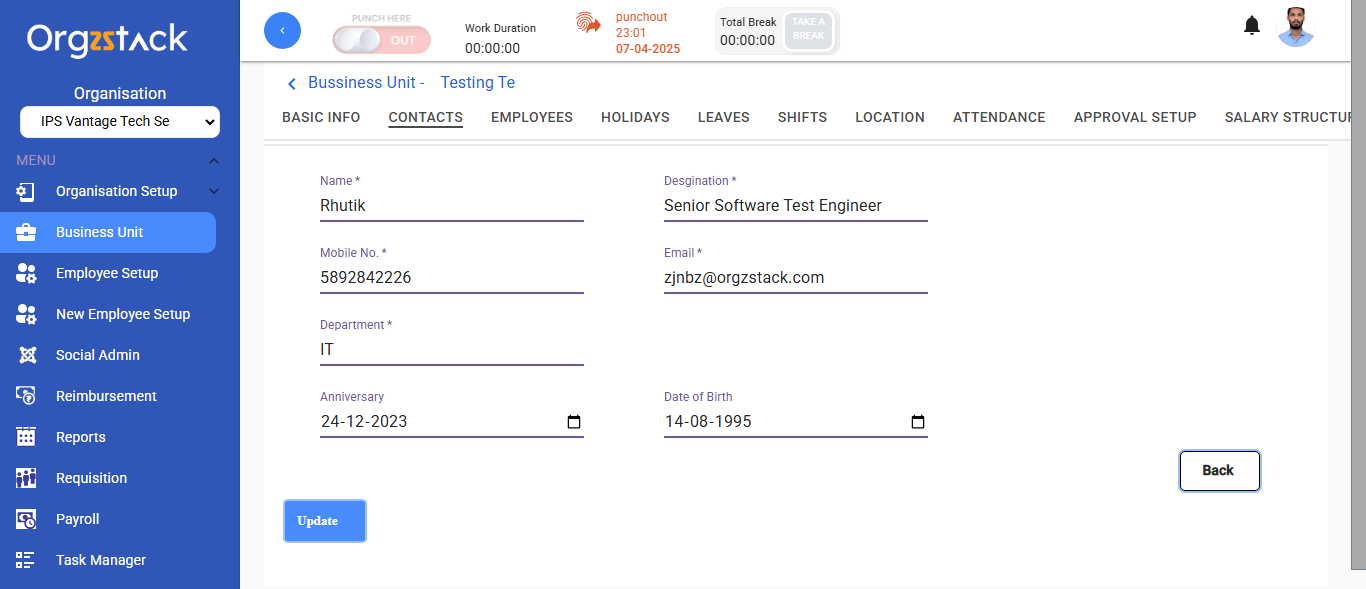 Orgzstack
Organisation
IPS Vantage Tech Se
MENU
Organisation Setup
Business Unit
Employee Setup
New Employee Setup
Social Admin
Reimbursement
Reports
Requisition
Payroll
Task Manager
PUNCH HERE
OUT
Work Duration
00:00:00
punchout
23:01
07-04-2025
Total Break
00:00:00
TAKE A
BREAK
Bussiness Unit - Testing Te
BASIC INFO CONTACTS EMPLOYEES HOLIDAYS LEAVES SHIFTS LOCATION ATTENDANCE APPROVAL SETUP SALARY STRUCTUR
Name * Desgination *
Rhutik Senior Software Test Engineer
Mobile No. * Email *
5892842226 zjnbz@orgzstack.com
Department *
IT
Anniversary Date of Birth
24-12-2023 14-08-1995
Back
Update